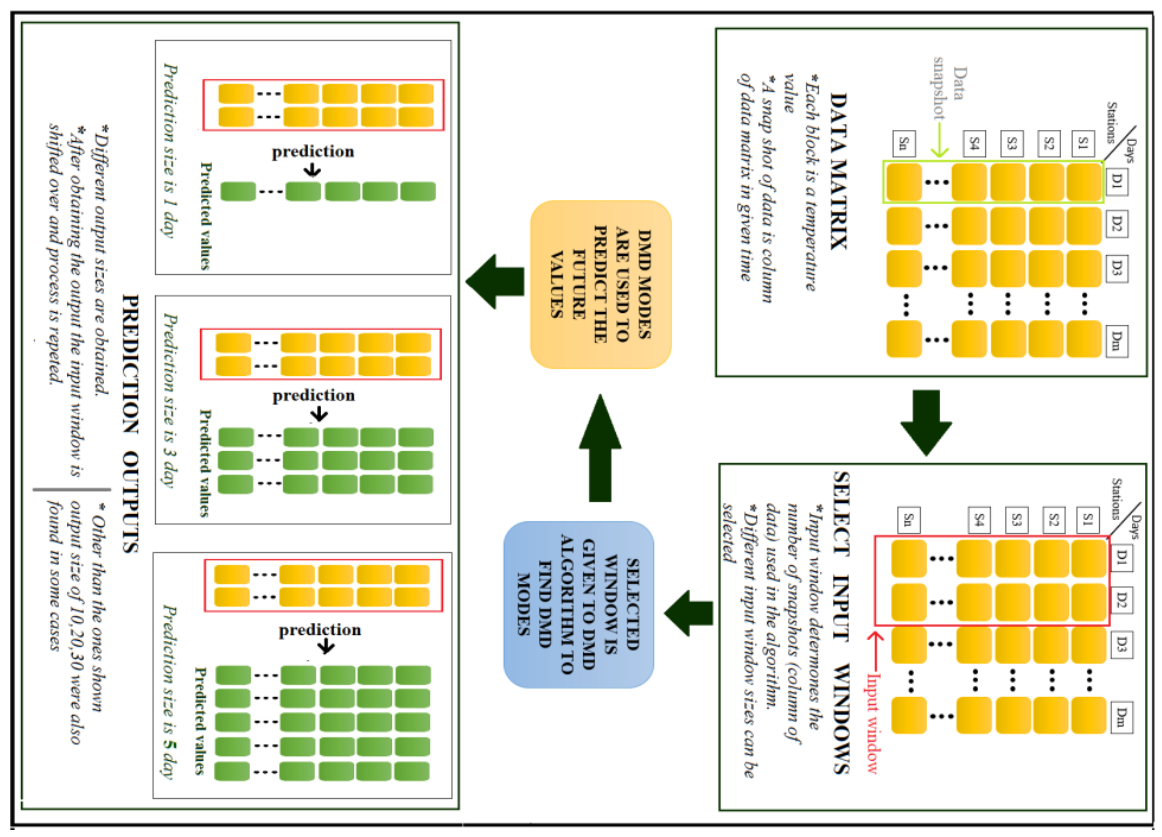 Days
Stations
D1
D2
D3
Dm
S1
S2
S3
S4
Sn
Data
snapshot
DATA MATRIX
*Each block is a temperature
value
*A snap shot of data is column
of data matrix in given time
Days
Stations
D1
D2
D3
Dm
S1
S2
S3
S4
Sn
Input window
SELECT INPUT WINDOWS
*Input window determones the
number of snapshots (column of
data) used in the algorithm.
*Different input window sizes can be
selected
SELECTED
WINDOW IS
GIVEN TO DMD
ALGORITHM TO
FIND DMD
MODES
DMD MODES
ARE USED TO
PREDICT THE
FUTURE
VALUES
prediction
Predicted values
Prediction size is 1 day
prediction
Predicted values
Prediction size is 3 day
prediction
Predicted values
Prediction size is 5 day
PREDICTION OUTPUTS
*Different output sizes are obtained.
*After obtaining the output the input window is
shifted over and process is repeted.
* Other than the ones shown
output size of 10,20,30 were also
found in some cases